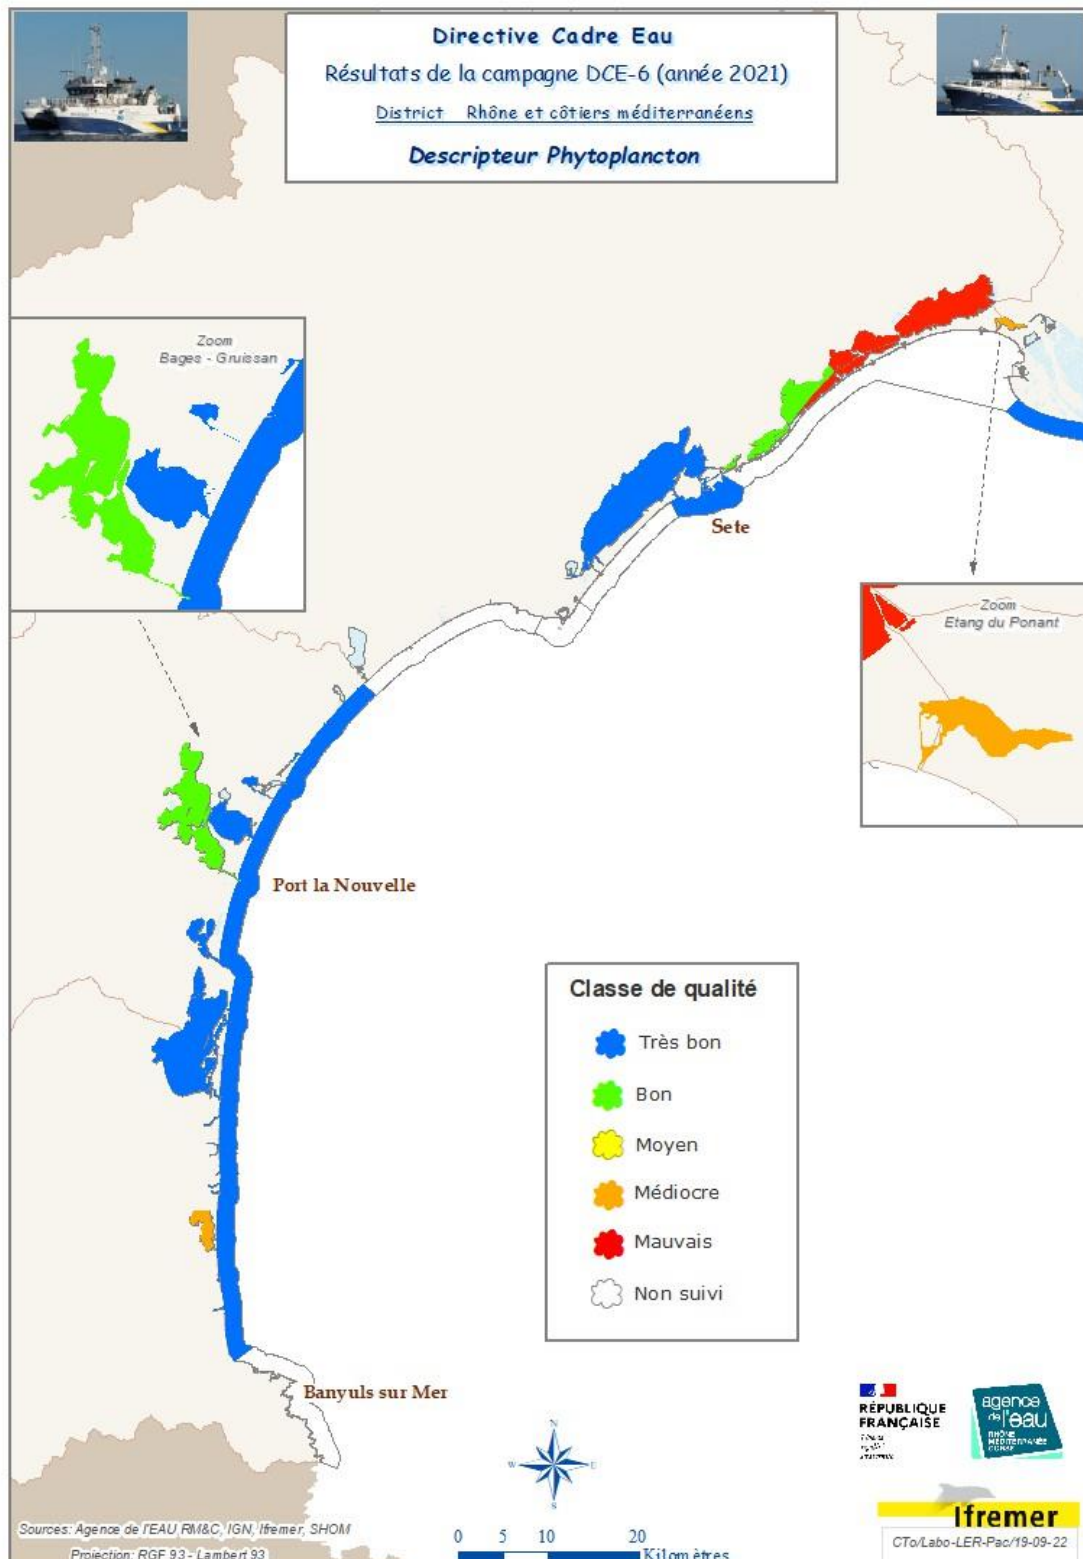 Directive Cadre Eau
Résultats de la campagne DCE-6 (année 2021)
District Rhône et côtiers méditerranéens
Descripteur Phytoplancton
Zoom
Bages - Gruissan
Sete
Zoom
Etang du Ponant
Port la Nouvelle
Classe de qualité
Très bon
Bon
Moyen
Médiocre
Mauvais
Non suivi
Banyuls sur Mer
N
W
E
S
RÉPUBLIQUE
FRANÇAISE
agence
de l'eau
RHÔNE
MÉDITERRANÉE
CORSE
Ifremer
CTo/Labo-LER-Pac/19-09-22
Sources: Agence de l'EAU RM&C, IGN, Ifremer, SHOM
Projection: RGF 93 - Lambert 93
0 5 10 20
Kilomètres